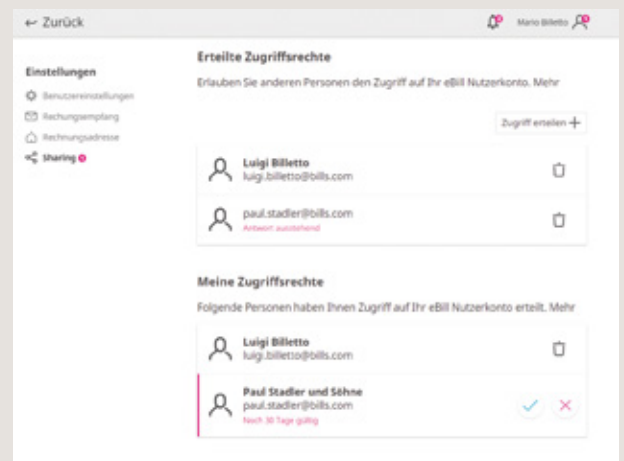 ← Zurück
Mario Billetto
Einstellungen
Benutzereinstellungen
Rechungsempfang
Rechnungsadresse
Sharing
Erteilte Zugriffsrechte
Erlauben Sie anderen Personen den Zugriff auf Ihr eBill Nutzerkonto. Mehr
Zugriff erteilen +
Luigi Billetto
luigi.billetto@bills.com
paul.stadler@bills.com
Antwort ausstehend
Meine Zugriffsrechte
Folgende Personen haben Ihnen Zugriff auf Ihr eBill Nutzerkonto erteilt. Mehr
Luigi Billetto
luigi.billetto@bills.com
Paul Stadler und Söhne
paul.stadler@bills.com
Noch 30 Tage gültig